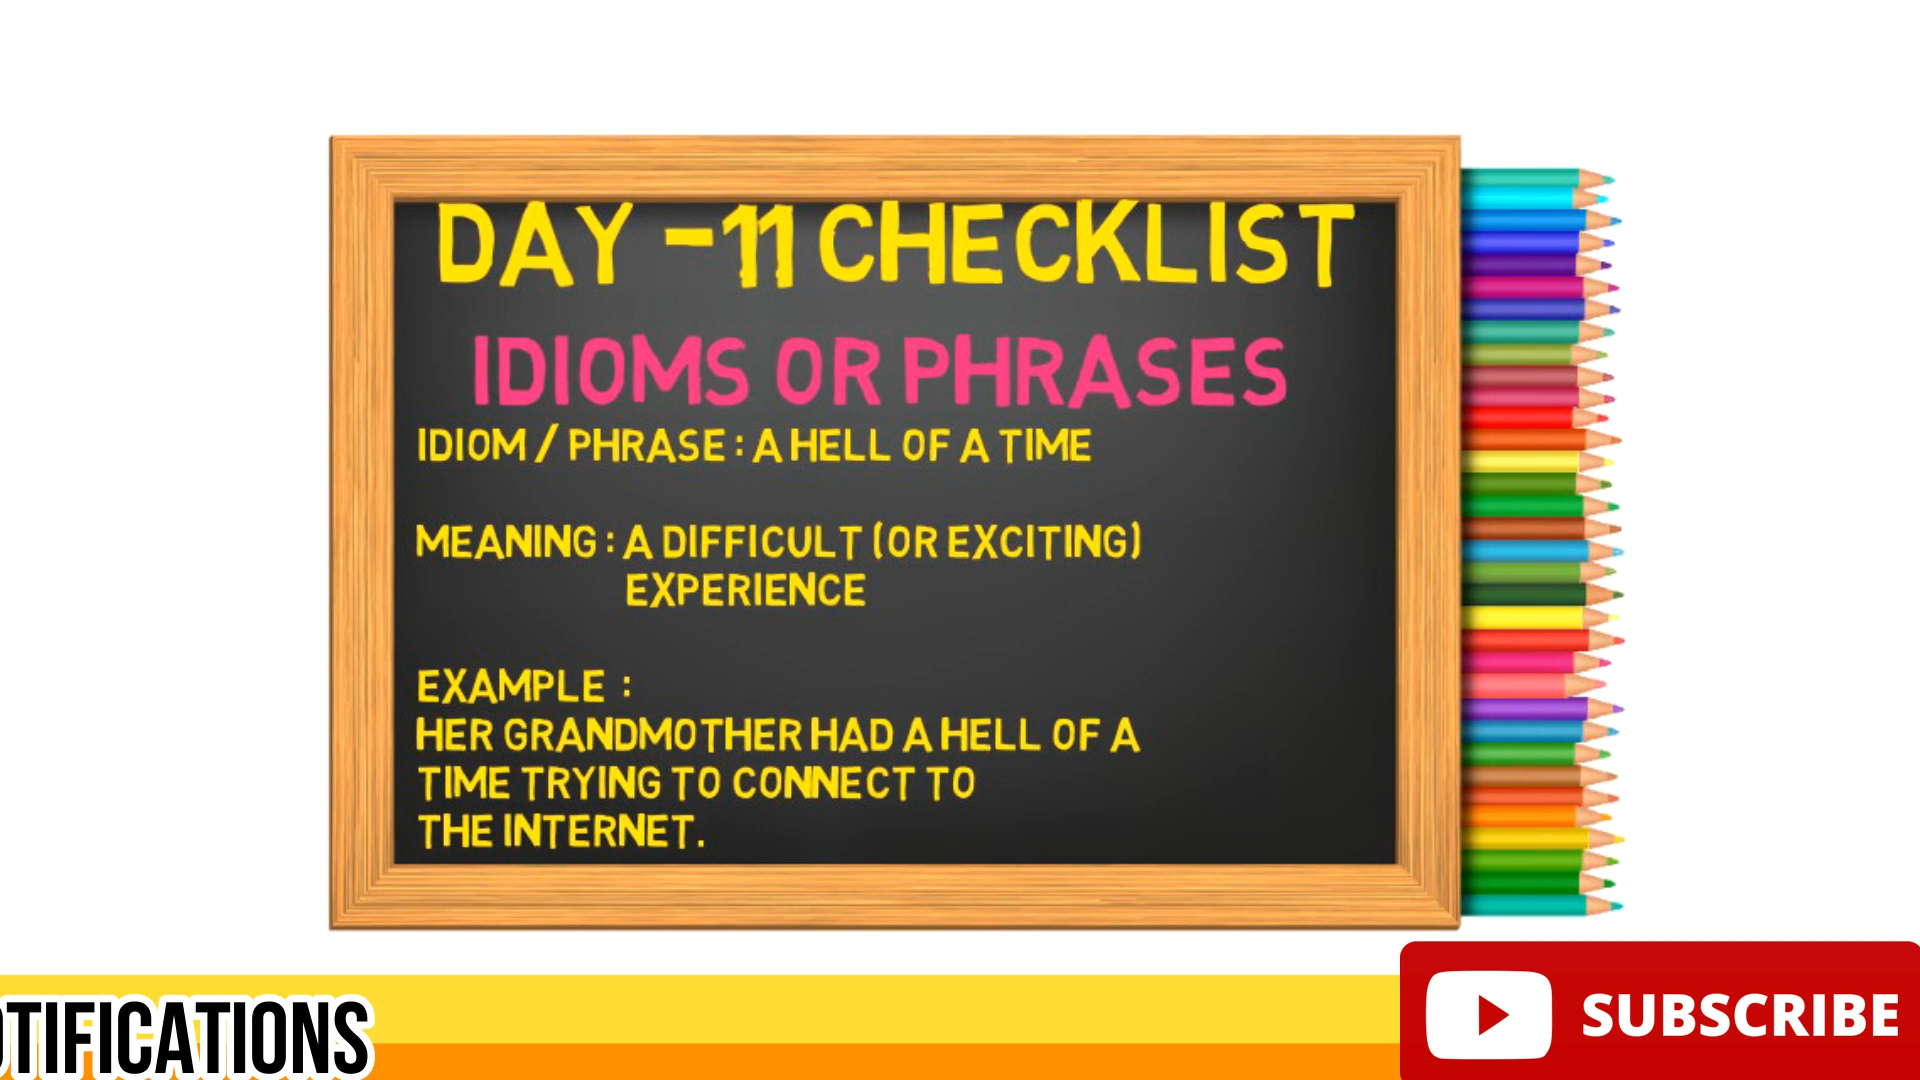 DAY -11 CHECKLIST
IDIOMS OR PHRASES
IDIOM / PHRASE : A HELL OF A TIME
MEANING : A DIFFICULT (OR EXCITING)
EXPERIENCE
EXAMPLE :
HER GRANDMOTHER HAD A HELL OF A
TIME TRYING TO CONNECT TO
THE INTERNET.
OTIFICATIONS
SUBSCRIBE